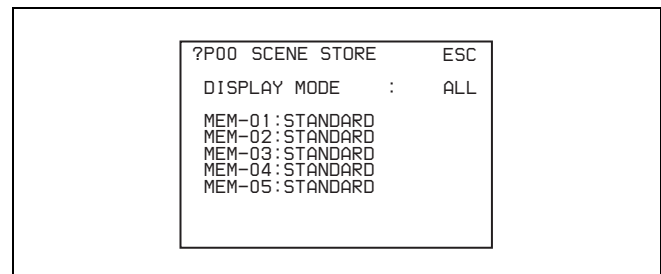 ?P00 SCENE STORE ESC
DISPLAY MODE : ALL
MEM-01:STANDARD
MEM-02:STANDARD
MEM-03:STANDARD
MEM-04:STANDARD
MEM-05:STANDARD